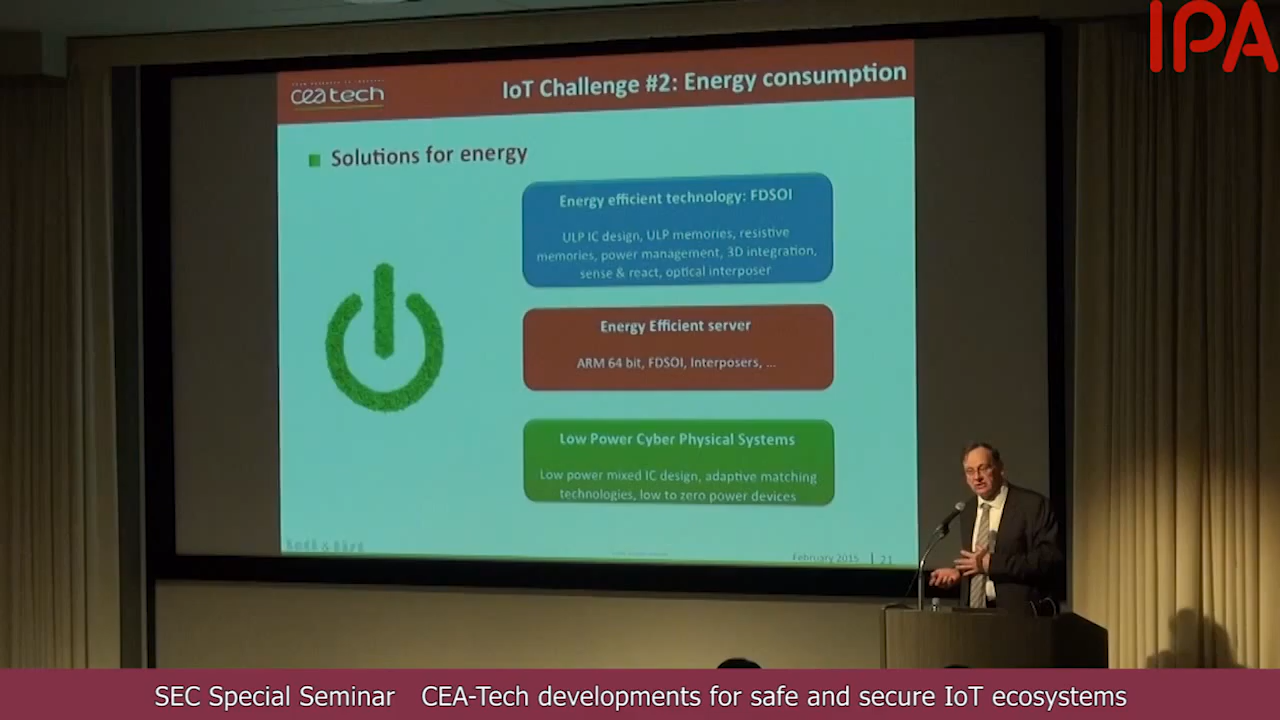 IPA
ceatech
IoT Challenge #2: Energy consumption
Solutions for energy
Energy efficient technology: FDSOI
ULP IC design, ULP memories, resistive
memories, power management, 3D integration,
sense & react, optical interposer
Energy Efficient server
ARM 64 bit, FDSOI, Interposers, ...
Low Power Cyber Physical Systems
Low power mixed IC design, adaptive matching
technologies, low to zero power devices
February 2015 | 21
SEC Special Seminar CEA-Tech developments for safe and secure IoT ecosystems